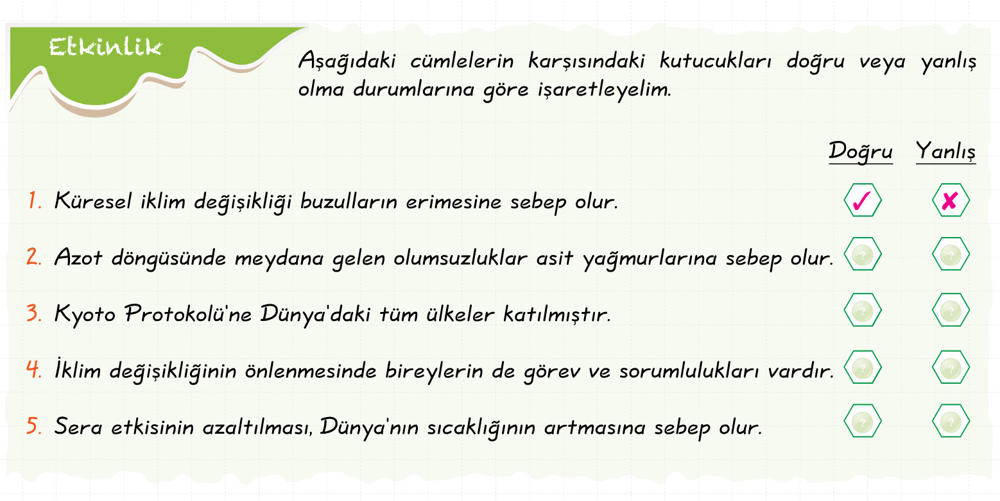 Etkinlik
Aşağıdaki cümlelerin karşısındaki kutucukları doğru veya yanlış
olma durumlarına göre işaretleyelim.
Doğru Yanlış
1. Küresel iklim değişikliği buzulların erimesine sebep olur. ✓ ✘
2. Azot döngüsünde meydana gelen olumsuzluklar asit yağmurlarına sebep olur. ? ?
3. Kyoto Protokolü'ne Dünya'daki tüm ülkeler katılmıştır. ? ?
4. İklim değişikliğinin önlenmesinde bireylerin de görev ve sorumlulukları vardır. ? ?
5. Sera etkisinin azaltılması, Dünya'nın sıcaklığının artmasına sebep olur. ? ?